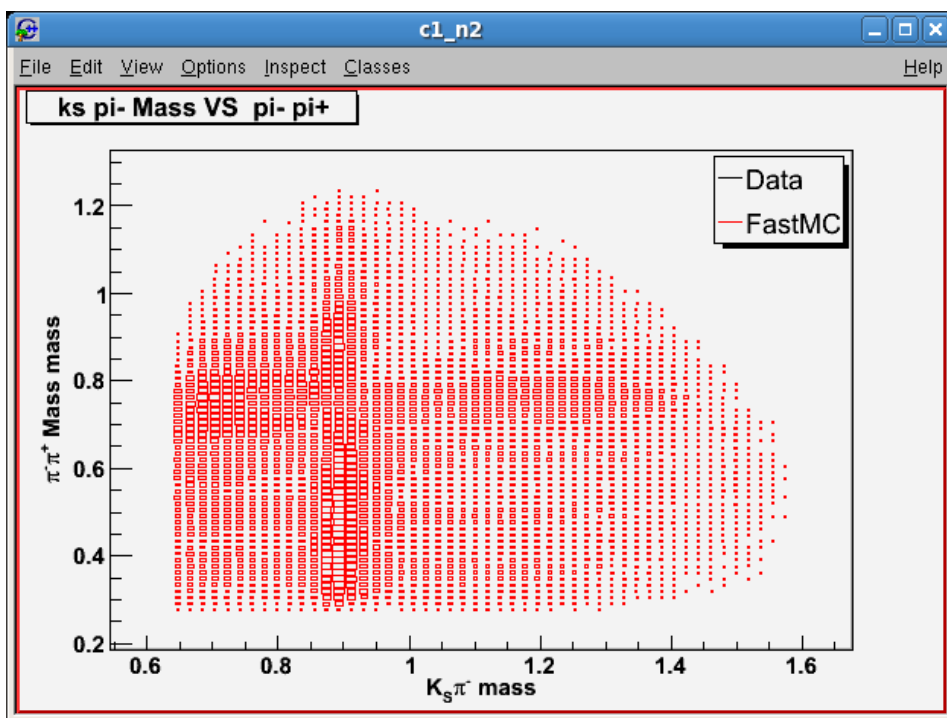 c1_n2
File Edit View Options Inspect Classes Help
ks pi- Mass VS pi- pi+
Data
FastMC
π⁻π⁺ Mass mass
1.2
1
0.8
0.6
0.4
0.2
0.6 0.8 1 1.2 1.4 1.6
K_S π⁻ mass